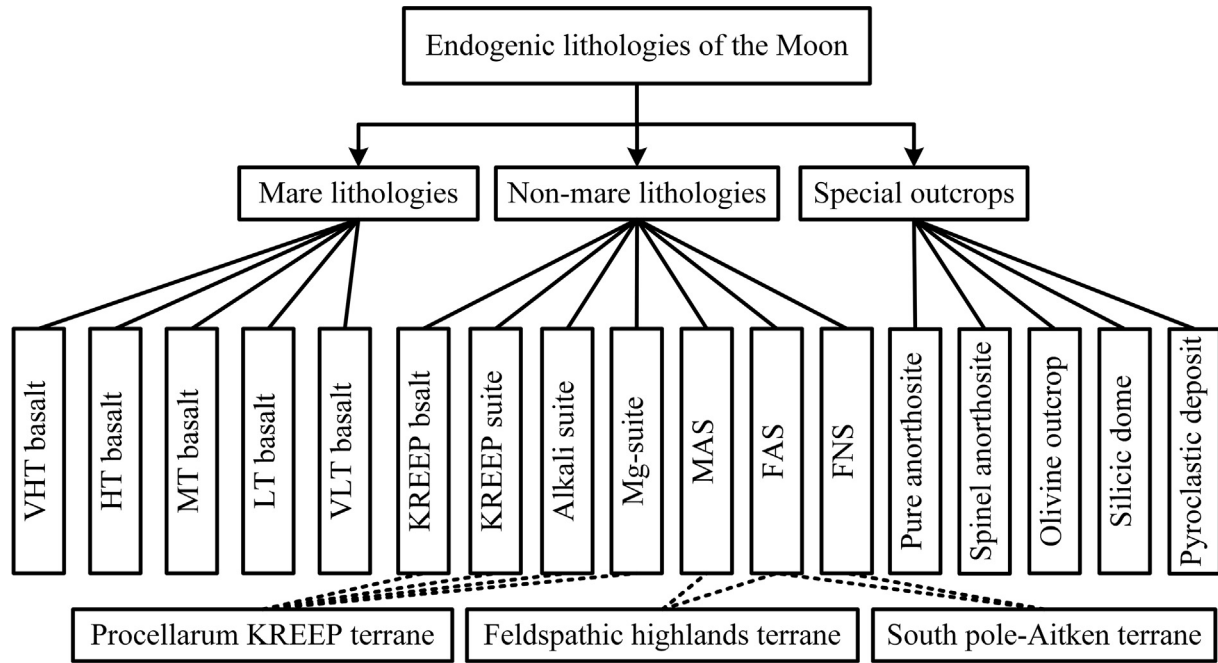 Endogenic lithologies of the Moon
Mare lithologies
Non-mare lithologies
Special outcrops
VHT basalt
HT basalt
MT basalt
LT basalt
VLT basalt
KREEP bsalt
KREEP suite
Alkali suite
Mg-suite
MAS
FAS
FNS
Pure anorthosite
Spinel anorthosite
Olivine outcrop
Silicic dome
Pyroclastic deposit
Procellarum KREEP terrane
Feldspathic highlands terrane
South pole-Aitken terrane